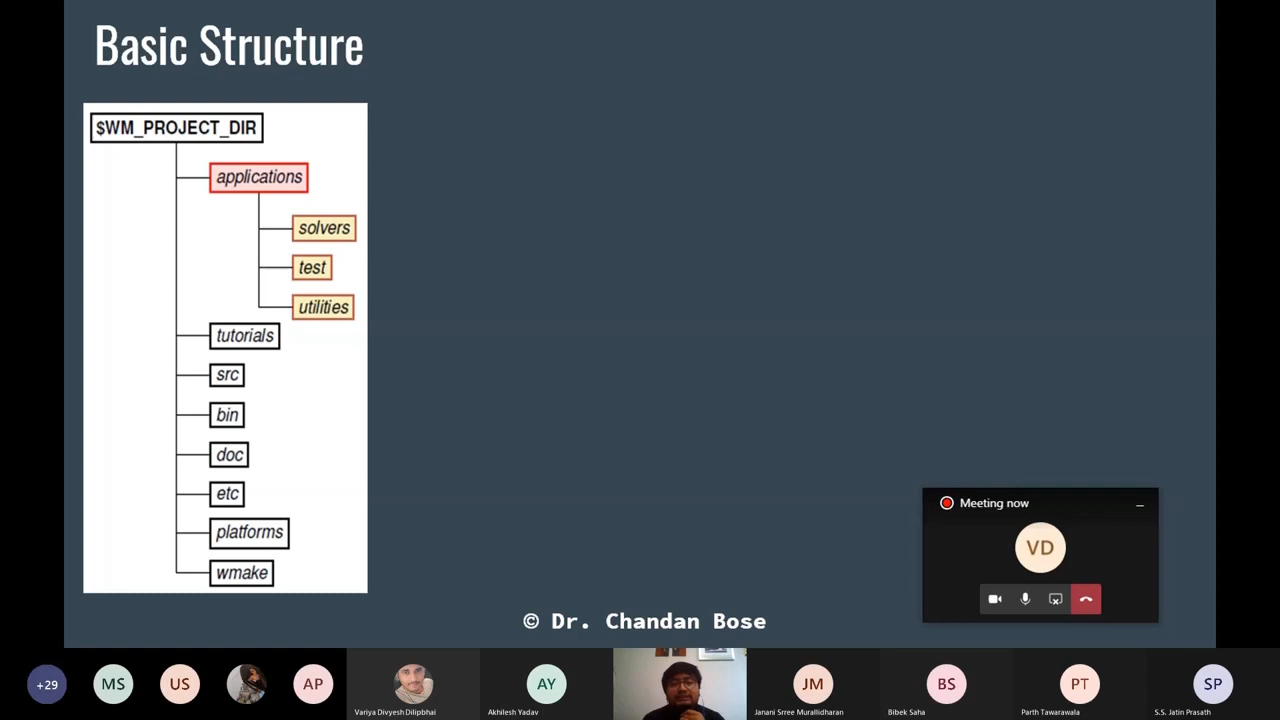 Basic Structure
$WM_PROJECT_DIR
applications
solvers
test
utilities
tutorials
src
bin
doc
etc
platforms
wmake
Meeting now
VD
© Dr. Chandan Bose
+29
MS
US
AP
Variya Divyesh Dilipbhai
AY
Akhilesh Yadav
JM
Janani Srree Murallidharan
BS
Bibek Saha
PT
Parth Tawarawala
SP
S.S. Jatin Prasath